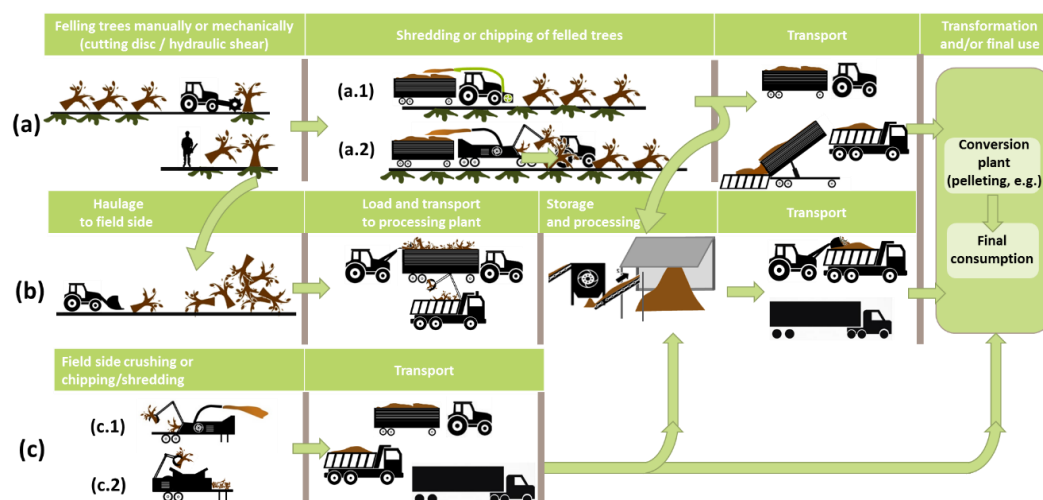 Felling trees manually or mechanically
(cutting disc / hydraulic shear)
Shredding or chipping of felled trees
Transport
Transformation
and/or final use
(a)
(a.1)
(a.2)
Conversion
plant
(pelleting, e.g.)
Final
consumption
Haulage
to field side
Load and transport
to processing plant
Storage
and processing
Transport
(b)
Field side crushing or
chipping/shredding
Transport
(c)
(c.1)
(c.2)